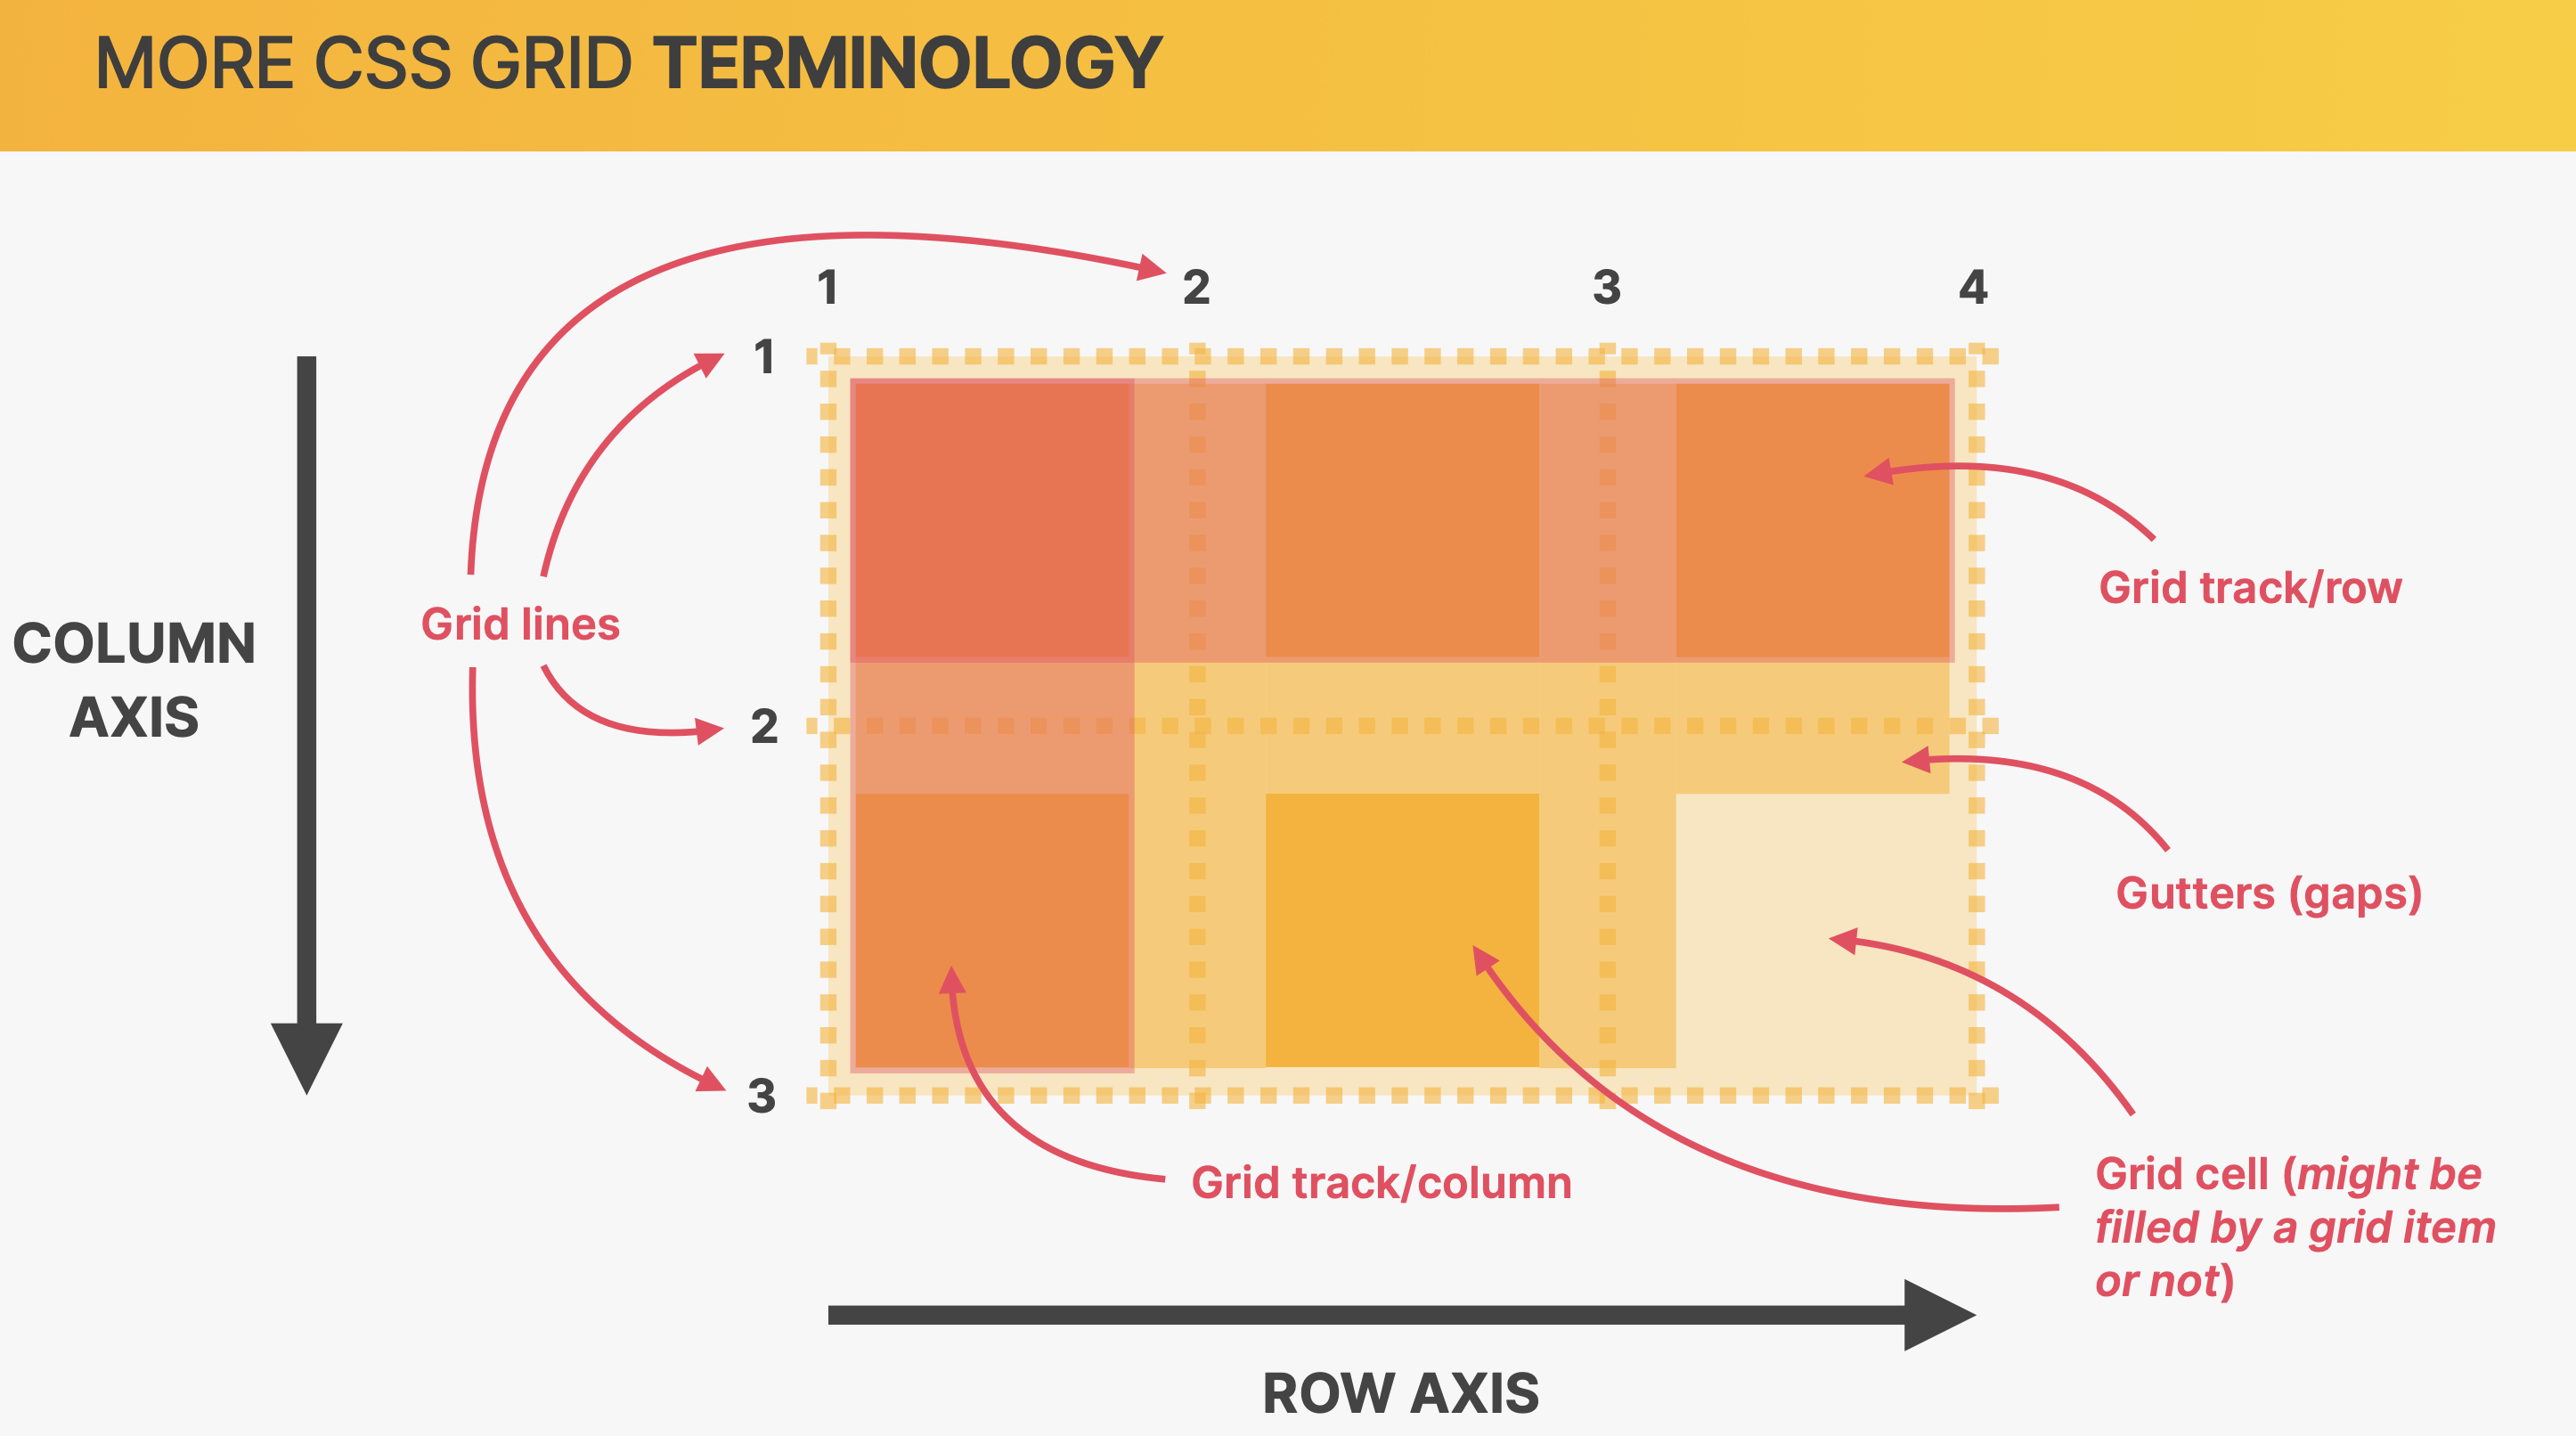 MORE CSS GRID TERMINOLOGY
1 2 3 4
1
Grid track/row
Grid lines
COLUMN
AXIS
2
Gutters (gaps)
3
Grid track/column
Grid cell (might be
filled by a grid item
or not)
ROW AXIS